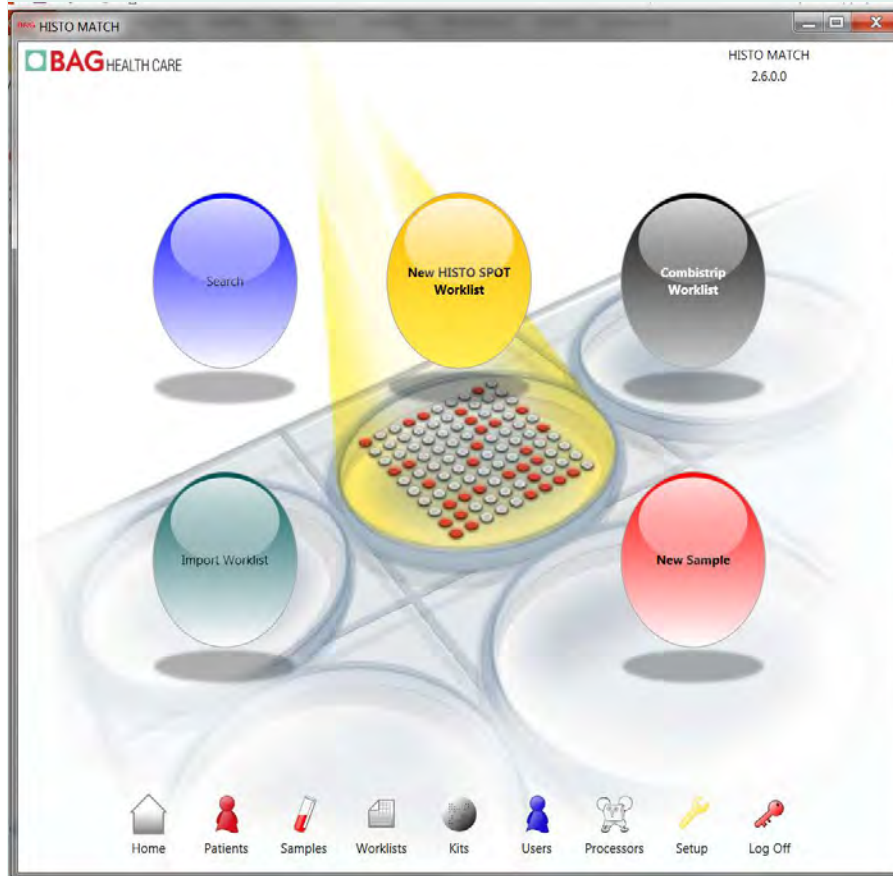 BAG HISTO MATCH
BAG HEALTH CARE
HISTO MATCH
2.6.0.0
Search
New HISTO SPOT
Worklist
Combistrip
Worklist
Import Worklist
New Sample
Home
Patients
Samples
Worklists
Kits
Users
Processors
Setup
Log Off